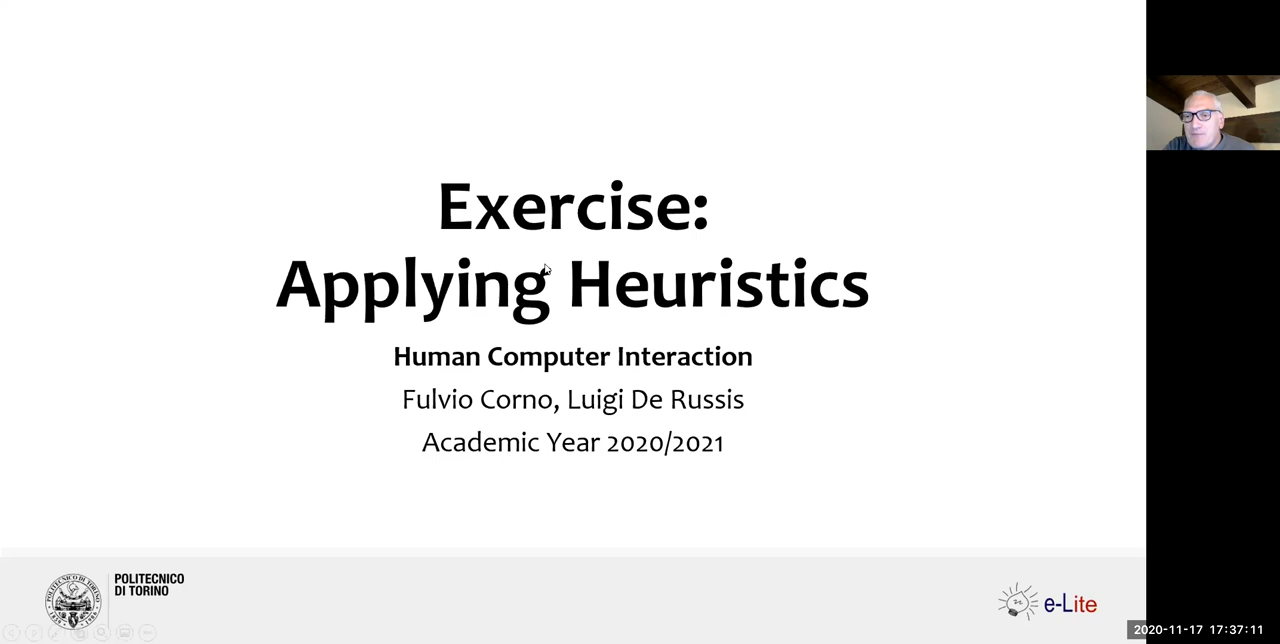 Exercise:
Applying Heuristics
Human Computer Interaction
Fulvio Corno, Luigi De Russis
Academic Year 2020/2021
POLITECNICO
DI TORINO
e-Lite
2020-11-17 17:37:11